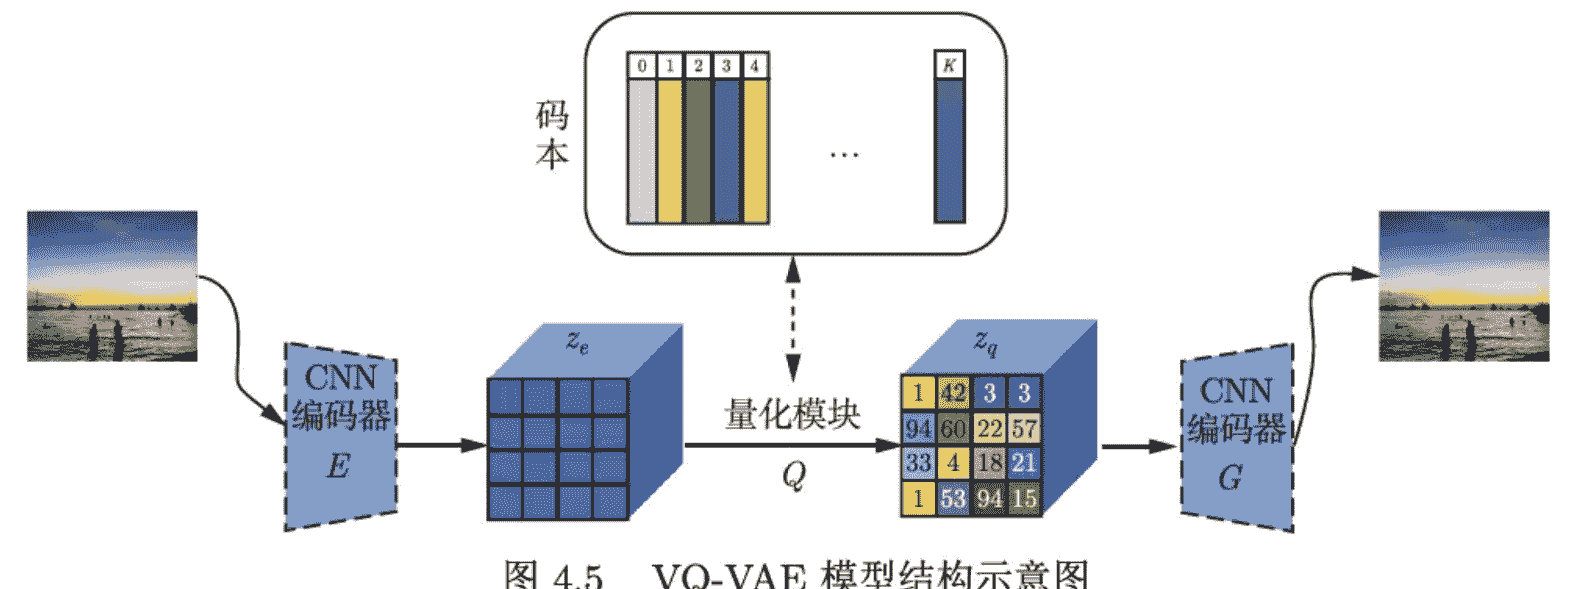 0 1 2 3 4 K
码
本
...
z_e
z_q
CNN
编码器
E
量化模块
Q
1 42 3 3
94 60 22 57
33 4 18 21
1 53 94 15
CNN
编码器
G
图 4.5 VQ-VAE 模型结构示意图